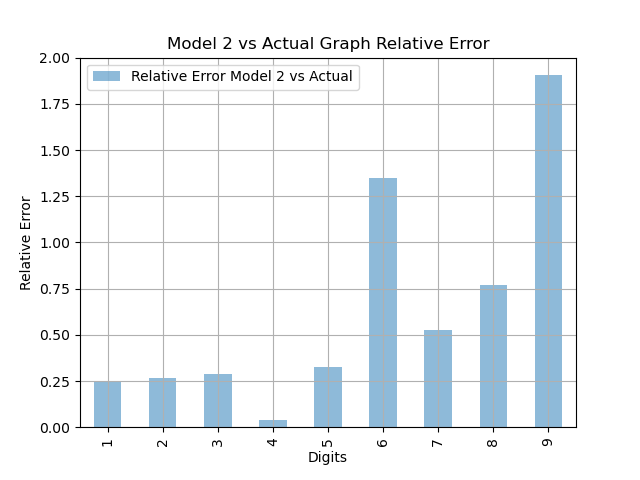 Model 2 vs Actual Graph Relative Error
Relative Error Model 2 vs Actual
2.00
1.75
1.50
1.25
1.00
0.75
0.50
0.25
0.00
Relative Error
1 2 3 4 5 6 7 8 9
Digits